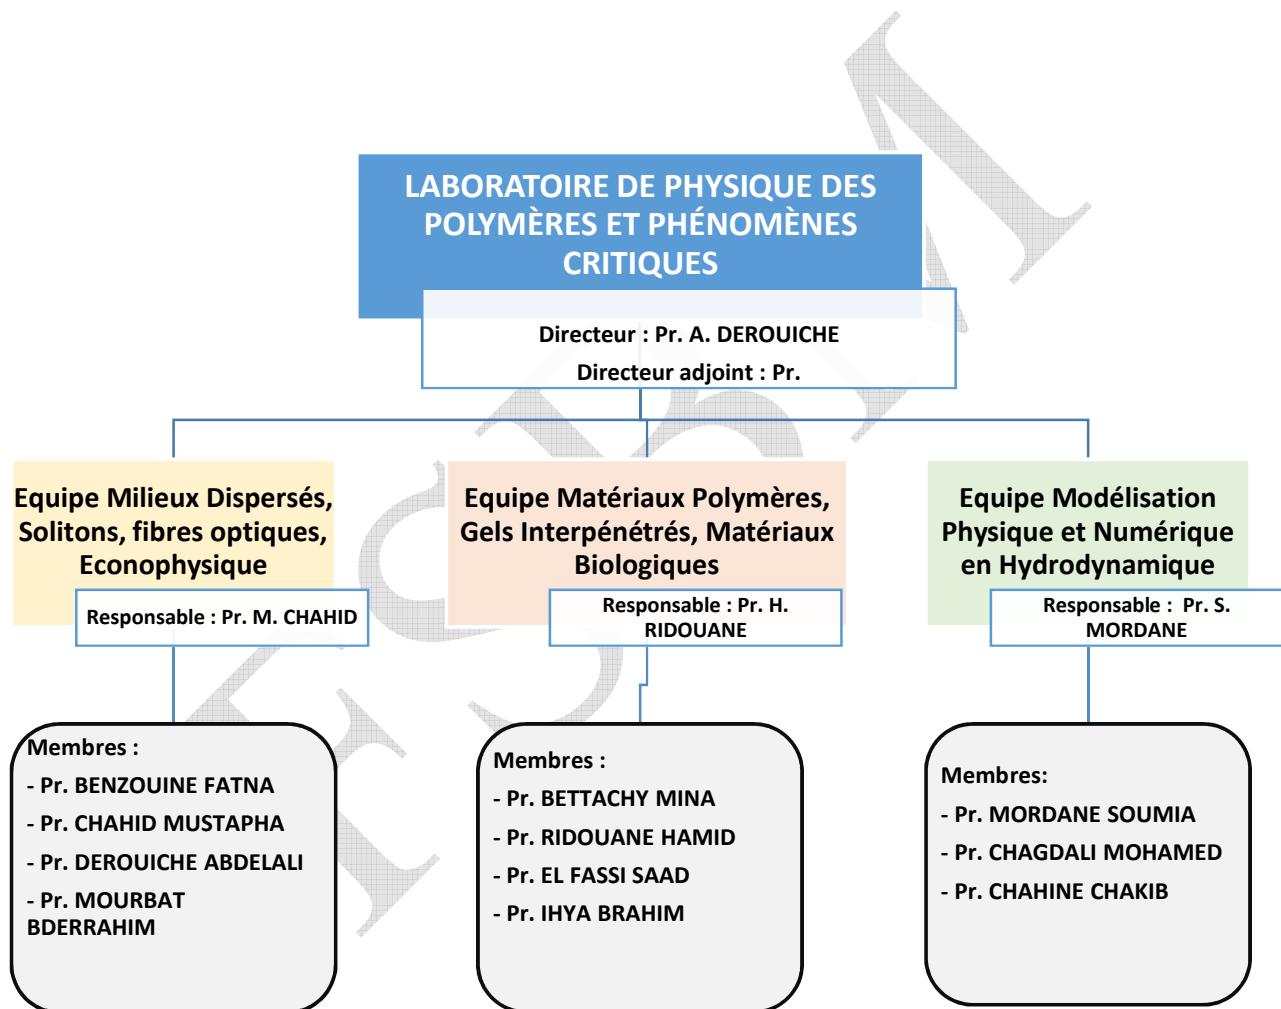 LABORATOIRE DE PHYSIQUE DES
POLYMÈRES ET PHÉNOMÈNES
CRITIQUES
Directeur : Pr. A. DEROUICHE
Directeur adjoint : Pr.
Equipe Milieux Dispersés,
Solitons, fibres optiques,
Econophysique
Responsable : Pr. M. CHAHID
Equipe Matériaux Polymères,
Gels Interpénétrés, Matériaux
Biologiques
Responsable : Pr. H.
RIDOUANE
Equipe Modélisation
Physique et Numérique
en Hydrodynamique
Responsable : Pr. S.
MORDANE
Membres :
- Pr. BENZOUINE FATNA
- Pr. CHAHID MUSTAPHA
- Pr. DEROUICHE ABDELALI
- Pr. MOURBAT
BDERRAHIM
Membres :
- Pr. BETTACHY MINA
- Pr. RIDOUANE HAMID
- Pr. EL FASSI SAAD
- Pr. IHYA BRAHIM
Membres:
- Pr. MORDANE SOUMIA
- Pr. CHAGDALI MOHAMED
- Pr. CHAHINE CHAKIB
FSBM